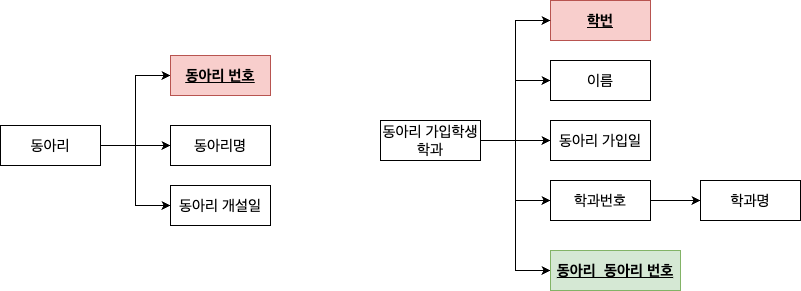 동아리
동아리 번호
동아리명
동아리 개설일
동아리 가입학생
학과
학번
이름
동아리 가입일
학과번호
학과명
동아리  동아리 번호